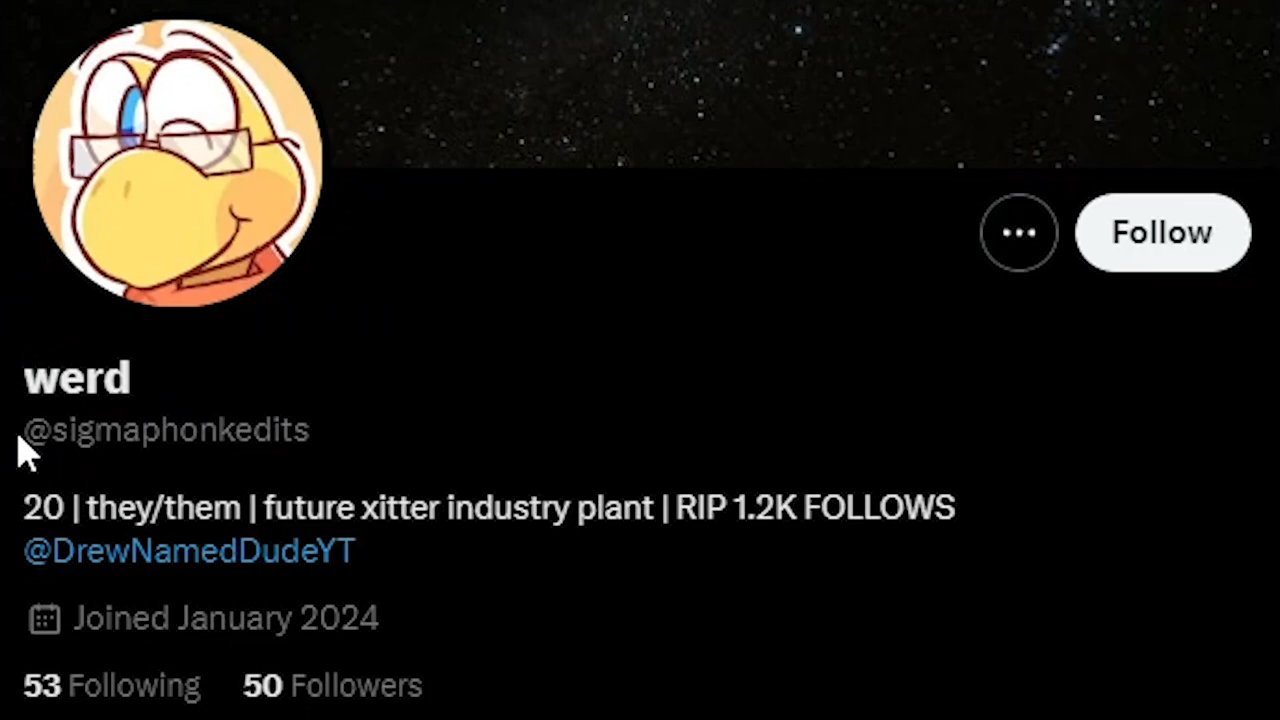 Follow
werd
@sigmaphonkedits
20 | they/them | future xitter industry plant | RIP 1.2K FOLLOWS
@DrewNamedDudeYT
Joined January 2024
53 Following 50 Followers